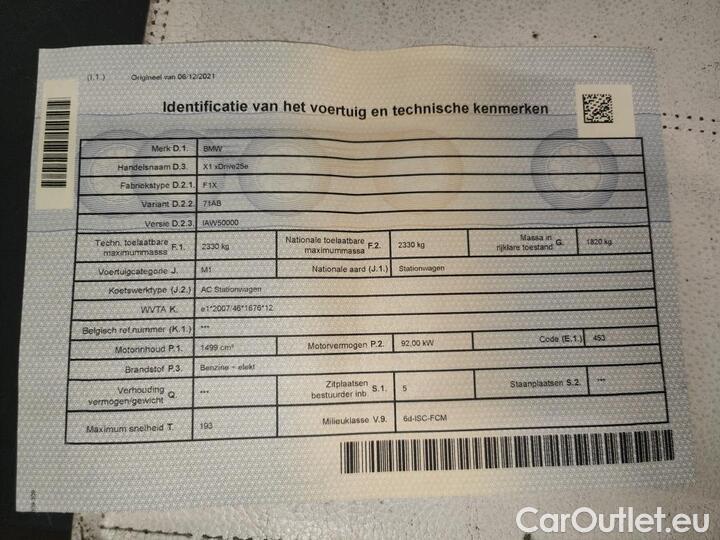 (I.1.) Origineel van 06/12/2021
Identificatie van het voertuig en technische kenmerken
Merk D.1. BMW
Handelsnaam D.3. X1 xDrive25e
Fabriekstype D.2.1. F1X
Variant D.2.2. 71AB
Versie D.2.3. IAW50000
Techn. toelaatbare maximummassa F.1. 2330 kg Nationale toelaatbare maximummassa F.2. 2330 kg Massa in rijklare toestand G. 1820 kg
Voertuigcategorie J. M1 Nationale aard (J.1.) Stationwagen
Koetswerktype (J.2.) AC Stationwagen
WVTA K. e1*2007/46*1676*12
Belgisch ref.nummer (K.1.) ***
Motorinhoud P.1. 1499 cm³ Motorvermogen P.2. 92.00 kW Code (E.1.) 453
Brandstof P.3. Benzine - elekt
Verhouding vermogen/gewicht Q. *** Zitplaatsen bestuurder inb. S.1. 5 Staanplaatsen S.2. ***
Maximum snelheid T. 193 Milieuklasse V.9. 6d-ISC-FCM
CarOutlet.eu